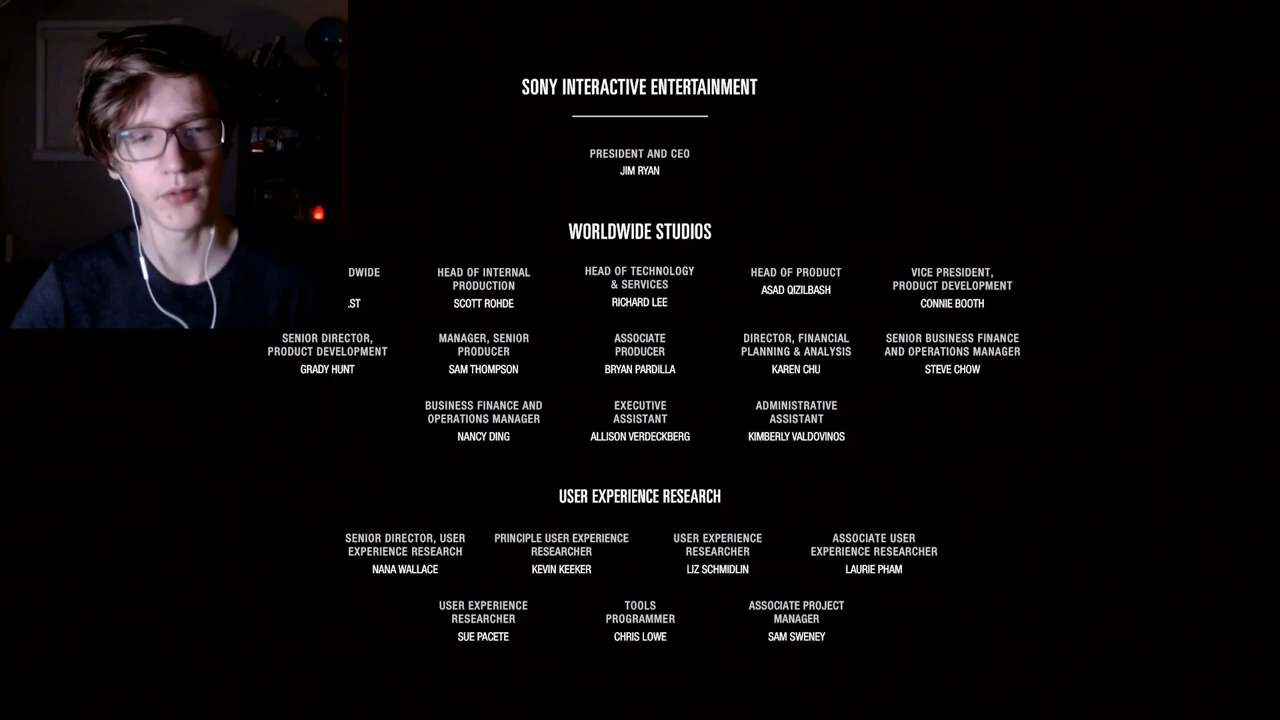 SONY INTERACTIVE ENTERTAINMENT
PRESIDENT AND CEO
JIM RYAN
WORLDWIDE STUDIOS
DWIDE
.ST
HEAD OF INTERNAL
PRODUCTION
SCOTT ROHDE
HEAD OF TECHNOLOGY
& SERVICES
RICHARD LEE
HEAD OF PRODUCT
ASAD QIZILBASH
VICE PRESIDENT,
PRODUCT DEVELOPMENT
CONNIE BOOTH
SENIOR DIRECTOR,
PRODUCT DEVELOPMENT
GRADY HUNT
MANAGER, SENIOR
PRODUCER
SAM THOMPSON
ASSOCIATE
PRODUCER
BRYAN PARDILLA
DIRECTOR, FINANCIAL
PLANNING & ANALYSIS
KAREN CHU
SENIOR BUSINESS FINANCE
AND OPERATIONS MANAGER
STEVE CHOW
BUSINESS FINANCE AND
OPERATIONS MANAGER
NANCY DING
EXECUTIVE
ASSISTANT
ALLISON VERDECKBERG
ADMINISTRATIVE
ASSISTANT
KIMBERLY VALDOVINOS
USER EXPERIENCE RESEARCH
SENIOR DIRECTOR, USER
EXPERIENCE RESEARCH
NANA WALLACE
PRINCIPLE USER EXPERIENCE
RESEARCHER
KEVIN KEEKER
USER EXPERIENCE
RESEARCHER
LIZ SCHMIDLIN
ASSOCIATE USER
EXPERIENCE RESEARCHER
LAURIE PHAM
USER EXPERIENCE
RESEARCHER
SUE PACETE
TOOLS
PROGRAMMER
CHRIS LOWE
ASSOCIATE PROJECT
MANAGER
SAM SWENEY